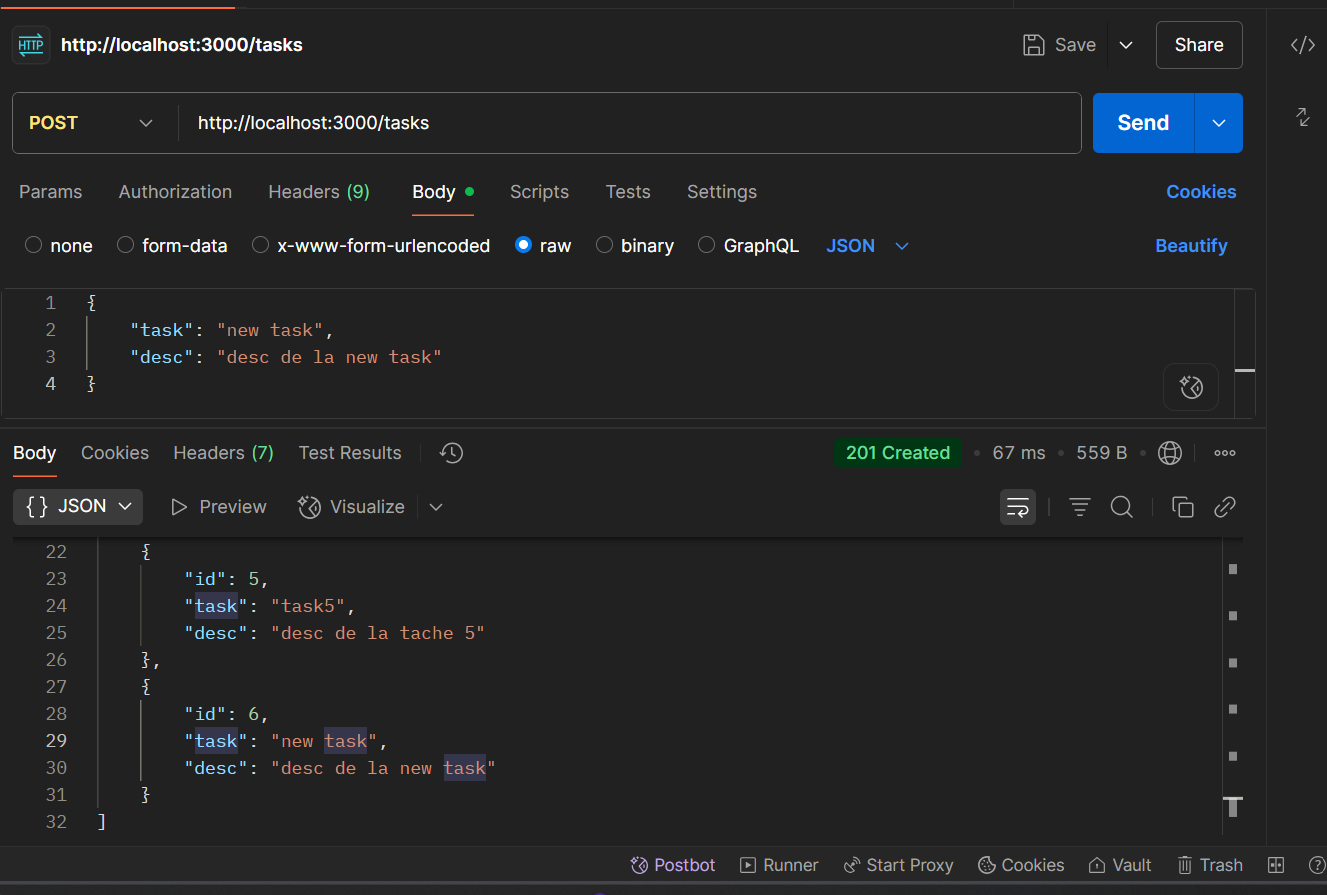 HTTP http://localhost:3000/tasks Save Share </>
POST http://localhost:3000/tasks Send
Params Authorization Headers (9) Body Scripts Tests Settings Cookies
none form-data x-www-form-urlencoded raw binary GraphQL JSON Beautify
1 {
2 "task": "new task",
3 "desc": "desc de la new task"
4 }
Body Cookies Headers (7) Test Results 201 Created • 67 ms • 559 B •
{} JSON Preview Visualize
22 {
23 "id": 5,
24 "task": "task5",
25 "desc": "desc de la tache 5"
26 },
27 {
28 "id": 6,
29 "task": "new task",
30 "desc": "desc de la new task"
31 }
32 ]
Postbot Runner Start Proxy Cookies Vault Trash